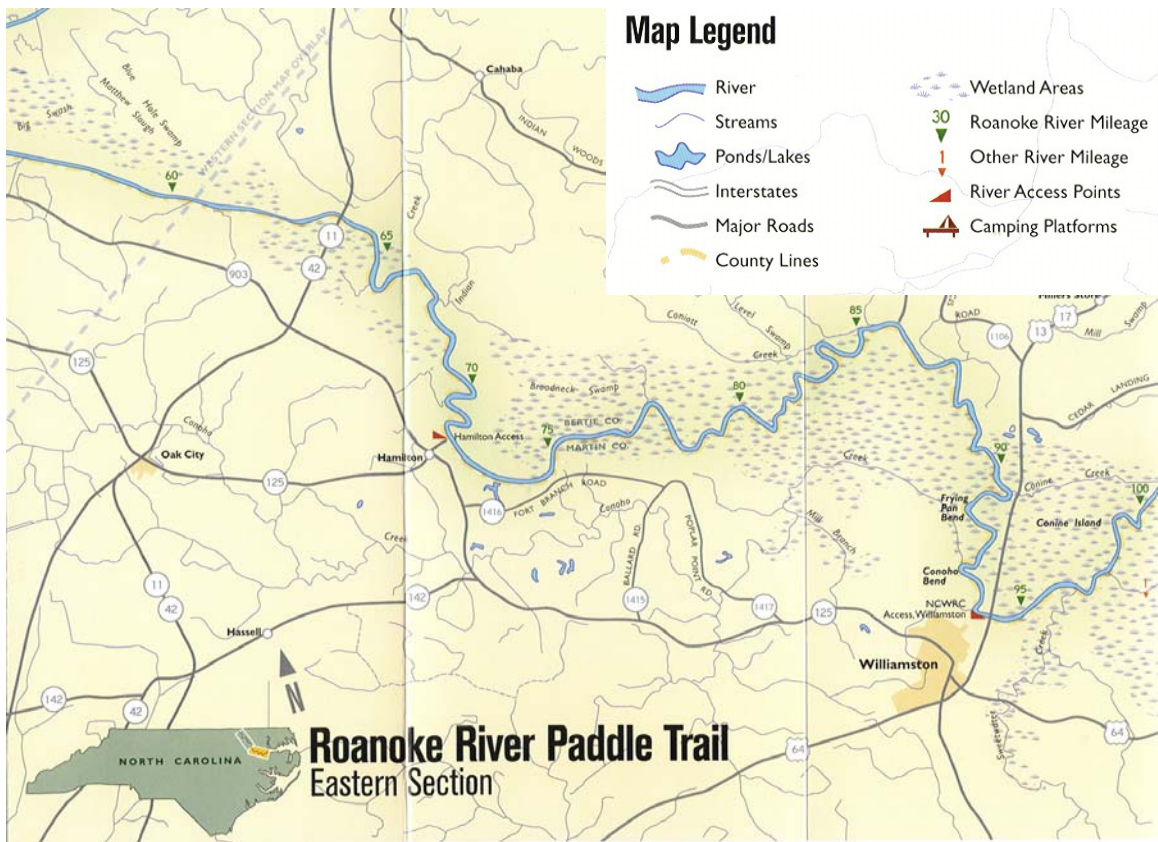 Map Legend
River
Streams
Ponds/Lakes
Interstates
Major Roads
County Lines
Wetland Areas
30
Roanoke River Mileage
1
Other River Mileage
River Access Points
Camping Platforms
WESTERN SECTION MAP OVERLAP
Cahaba
INDIAN
WOODS
Blue Hole Swamp
Matthew Slough
Big Swash
60
11
42
65
Creek
Indian
903
125
Conoho
Oak City
125
Hamilton
Hamilton Access
70
Broadneck Swamp
75
BERTIE CO.
MARTIN CO.
80
Coniott
Creek
Level Swamp
85
ROAD
1106
13
17
Mill Swamp
CEDAR LANDING
90
Creek
Conine
Creek
100
Frying
Pan
Bend
Conine Island
Conoho
Bend
NCWRC
Access, Williamston
95
1
Creek
1416
FORT BRANCH ROAD
Conoho
Creek
Mill Branch
BALLARD RD.
POPLAR POINT RD.
1415
1417
125
142
11
42
Hassell
Williamston
142
42
N
64
64
NORTH CAROLINA
Roanoke River Paddle Trail
Eastern Section